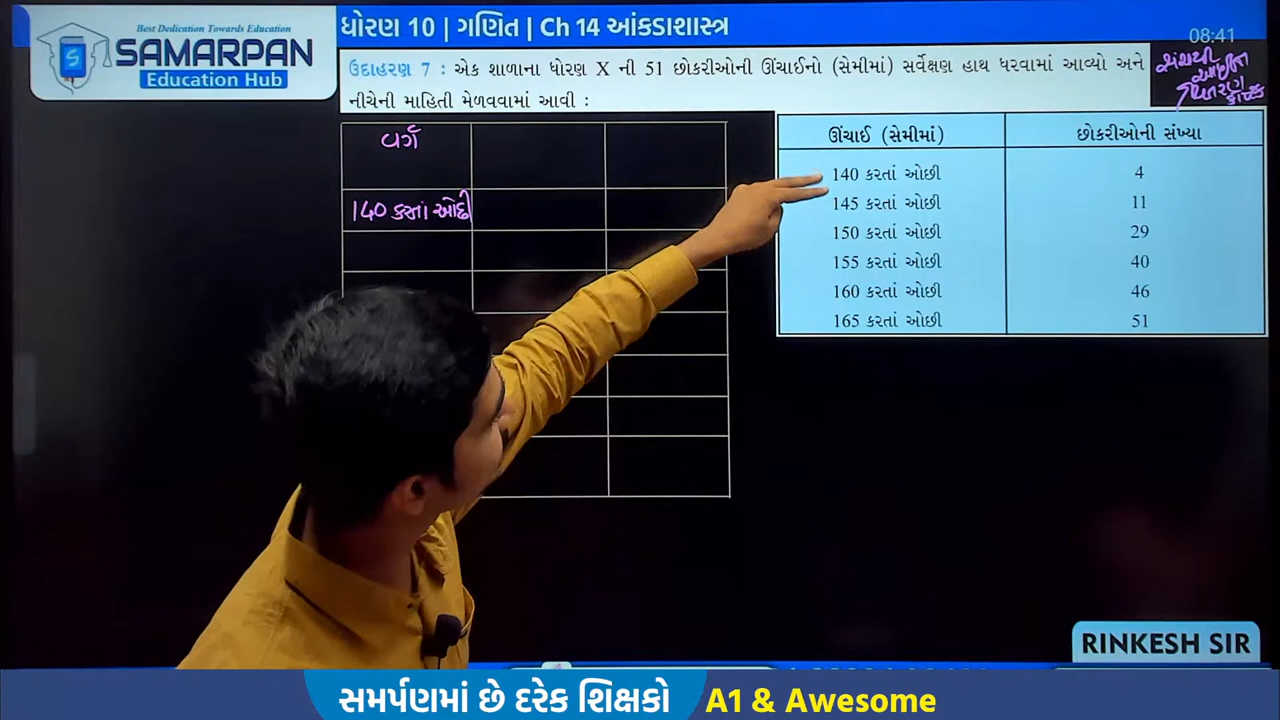 Best Dedication Towards Education
SAMARPAN
Education Hub
ધોરણ 10 | ગણિત | Ch 14 આંકડાશાસ્ત્ર
08:41
ઉદાહરણ 7 : એક શાળાના ધોરણ X ની 51 છોકરીઓની ઊંચાઈનો (સેમીમાં) સર્વેક્ષણ હાથ ધરવામાં આવ્યો અને
નીચેની માહિતી મેળવવામાં આવી :
વર્ગ
140 કરતાં ઓછી
ઊંચાઈ (સેમીમાં) છોકરીઓની સંખ્યા
140 કરતાં ઓછી 4
145 કરતાં ઓછી 11
150 કરતાં ઓછી 29
155 કરતાં ઓછી 40
160 કરતાં ઓછી 46
165 કરતાં ઓછી 51
RINKESH SIR
સમર્પણમાં છે દરેક શિક્ષકો A1 & Awesome